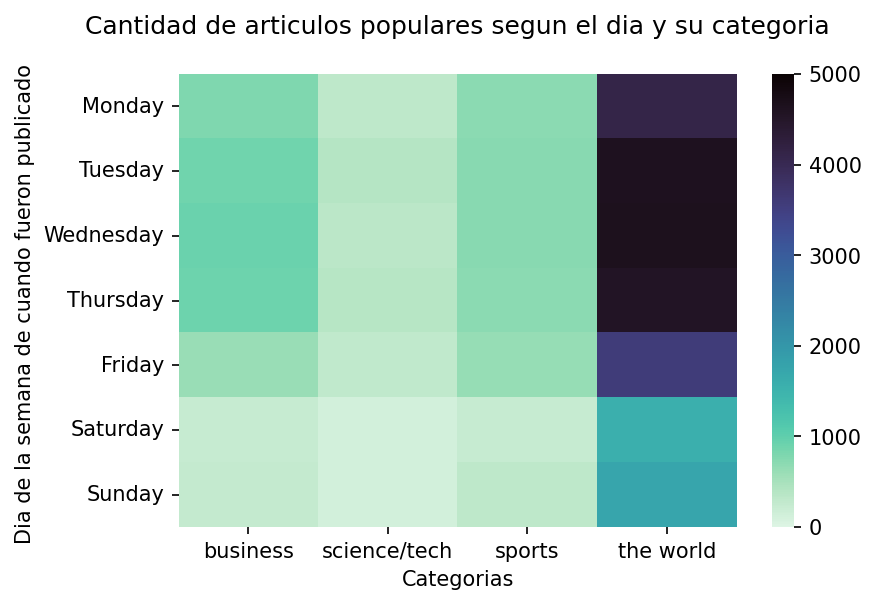 Cantidad de articulos populares segun el dia y su categoria
Dia de la semana de cuando fueron publicado
Monday
Tuesday
Wednesday
Thursday
Friday
Saturday
Sunday
business
science/tech
sports
the world
Categorias
5000
4000
3000
2000
1000
0